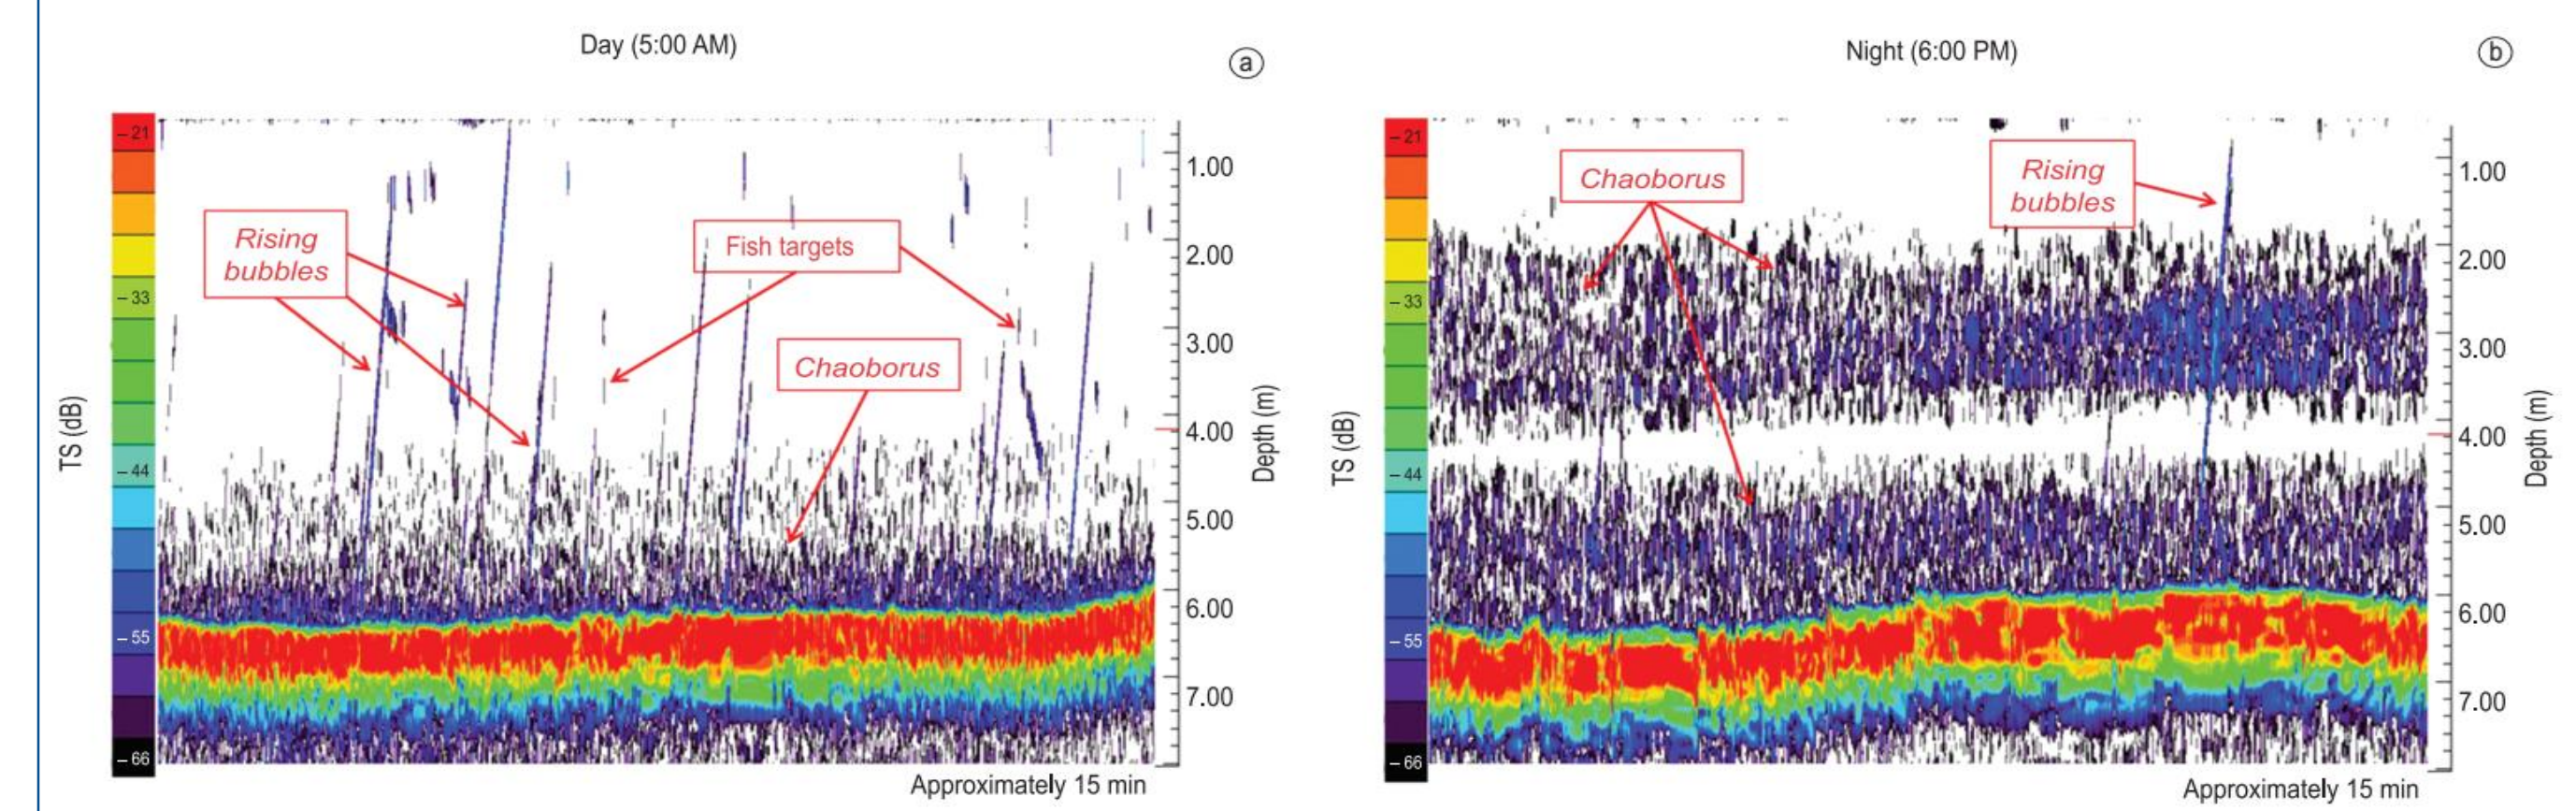 Day (5:00 AM)
a
– 21
– 33
– 44
– 55
– 66
TS (dB)
Rising
bubbles
Fish targets
Chaoborus
1.00
2.00
3.00
4.00
5.00
6.00
7.00
Depth (m)
Approximately 15 min
Night (6:00 PM)
b
– 21
– 33
– 44
– 55
– 66
TS (dB)
Chaoborus
Rising
bubbles
1.00
2.00
3.00
4.00
5.00
6.00
7.00
Depth (m)
Approximately 15 min